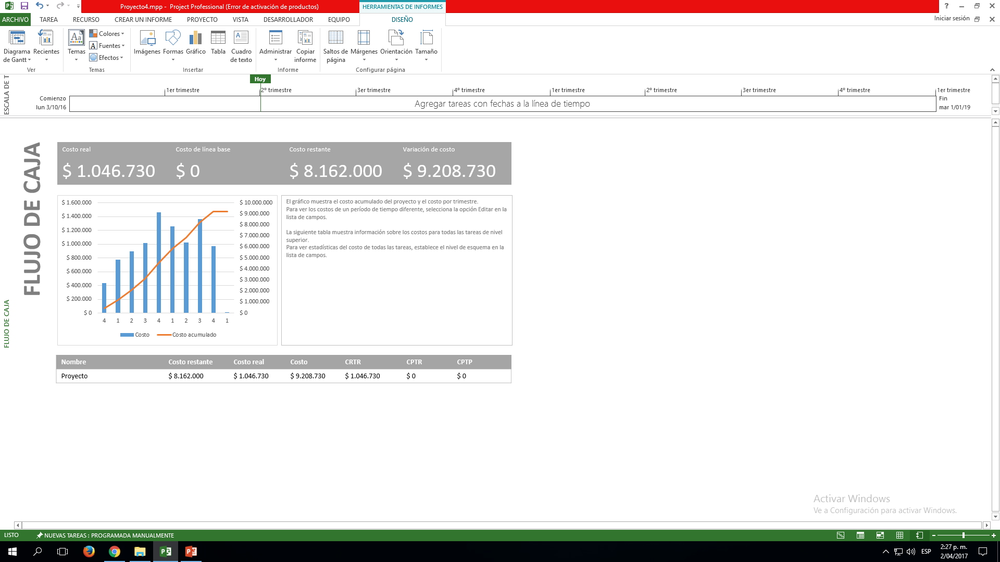 Proyecto4.mpp - Project Professional (Error de activación de productos)
HERRAMIENTAS DE INFORMES
?
ARCHIVO TAREA RECURSO CREAR UN INFORME PROYECTO VISTA DESARROLLADOR EQUIPO DISEÑO Iniciar sesión
Diagrama de Gantt
Recientes
Ver
Temas
Colores
Fuentes
Efectos
Temas
Imágenes
Formas
Gráfico
Tabla
Cuadro de texto
Insertar
Administrar
Copiar informe
Informe
Saltos de página
Márgenes
Orientación
Tamaño
Configurar página
ESCALA DE T
Hoy
1er trimestre 2º trimestre 3er trimestre 4º trimestre 1er trimestre 2º trimestre 3er trimestre 4º trimestre 1er trimestre
Comienzo
lun 3/10/16
Agregar tareas con fechas a la línea de tiempo
Fin
mar 1/01/19
FLUJO DE CAJA
FLUJO DE CAJA
Costo real Costo de línea base Costo restante Variación de costo
$ 1.046.730 $ 0 $ 8.162.000 $ 9.208.730
$ 1.600.000
$ 1.400.000
$ 1.200.000
$ 1.000.000
$ 800.000
$ 600.000
$ 400.000
$ 200.000
$ 0
$ 10.000.000
$ 9.000.000
$ 8.000.000
$ 7.000.000
$ 6.000.000
$ 5.000.000
$ 4.000.000
$ 3.000.000
$ 2.000.000
$ 1.000.000
$ 0
4 1 2 3 4 1 2 3 4 1
Costo Costo acumulado
El gráfico muestra el costo acumulado del proyecto y el costo por trimestre.
Para ver los costos de un período de tiempo diferente, selecciona la opción Editar en la
lista de campos.
La siguiente tabla muestra información sobre los costos para todas las tareas de nivel
superior.
Para ver estadísticas del costo de todas las tareas, establece el nivel de esquema en la
lista de campos.
Nombre Costo restante Costo real Costo CRTR CPTR CPTP
Proyecto $ 8.162.000 $ 1.046.730 $ 9.208.730 $ 1.046.730 $ 0 $ 0
Activar Windows
Ve a Configuración para activar Windows.
LISTO NUEVAS TAREAS : PROGRAMADA MANUALMENTE
ESP
2:27 p. m.
2/04/2017